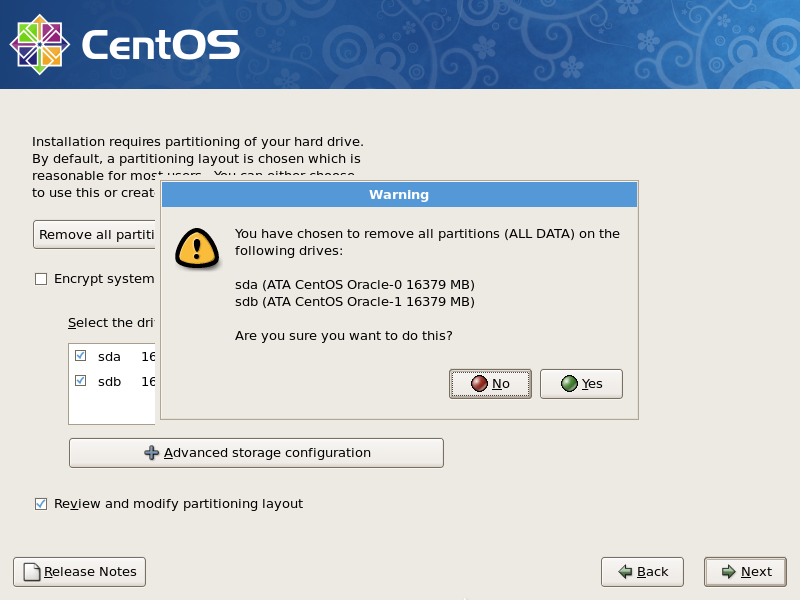 CentOS
Installation requires partitioning of your hard drive.
By default, a partitioning layout is chosen which is
reasonable for most users. You can either choose
to use this or create
Warning
You have chosen to remove all partitions (ALL DATA) on the
following drives:
sda (ATA CentOS Oracle-0 16379 MB)
sdb (ATA CentOS Oracle-1 16379 MB)
Are you sure you want to do this?
No
Yes
Remove all partiti
Encrypt system
Select the dri
sda 16
sdb 16
Advanced storage configuration
Review and modify partitioning layout
Release Notes
Back
Next